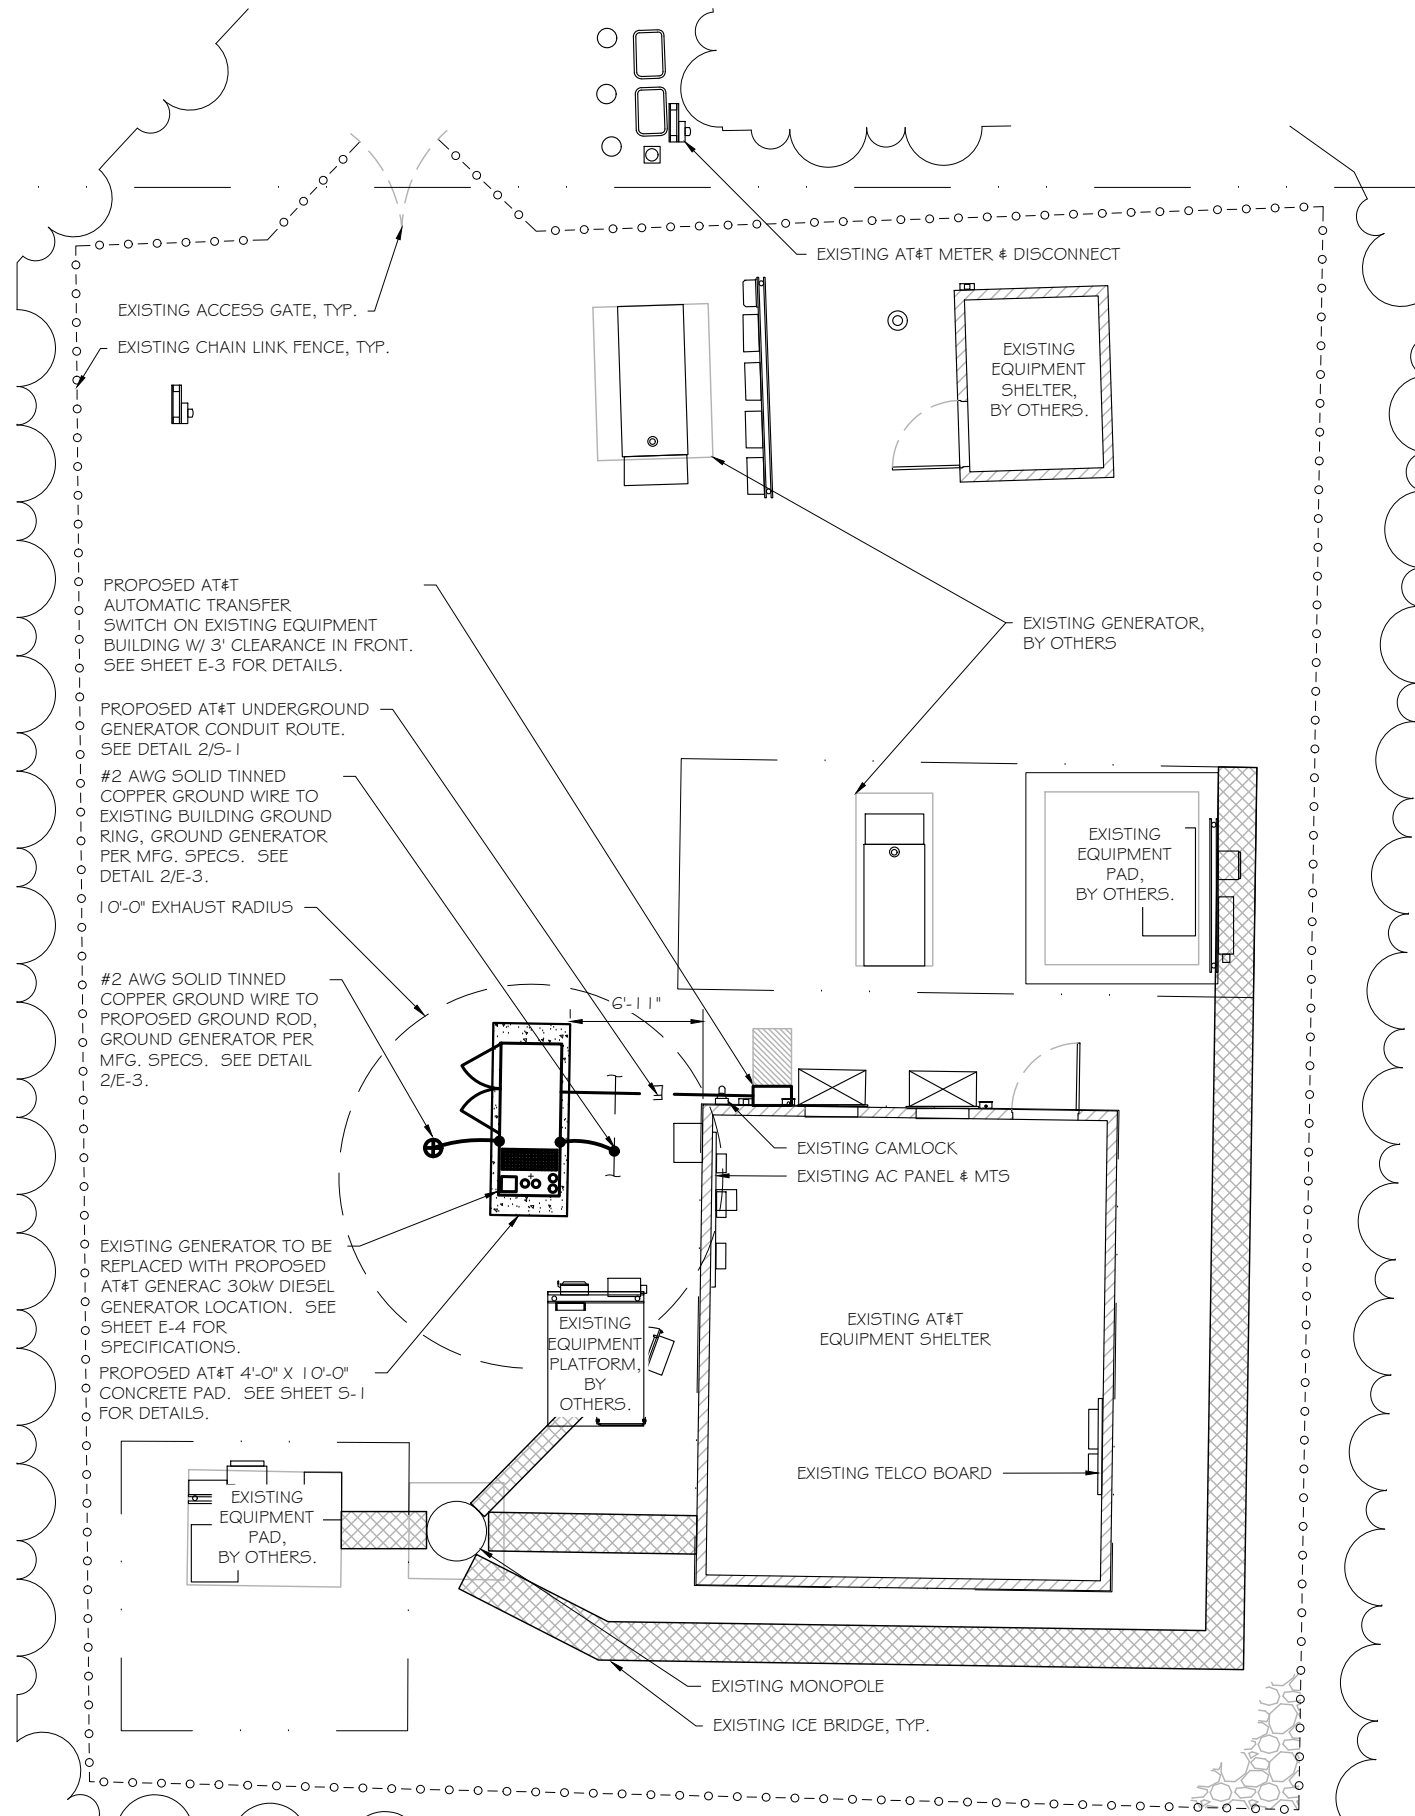 EXISTING AT&T METER & DISCONNECT
EXISTING ACCESS GATE, TYP.
EXISTING CHAIN LINK FENCE, TYP.
EXISTING
EQUIPMENT
SHELTER,
BY OTHERS.
PROPOSED AT&T
AUTOMATIC TRANSFER
SWITCH ON EXISTING EQUIPMENT
BUILDING W/ 3' CLEARANCE IN FRONT.
SEE SHEET E-3 FOR DETAILS.
EXISTING GENERATOR,
BY OTHERS
PROPOSED AT&T UNDERGROUND
GENERATOR CONDUIT ROUTE.
SEE DETAIL 2/S-1
#2 AWG SOLID TINNED
COPPER GROUND WIRE TO
EXISTING BUILDING GROUND
RING, GROUND GENERATOR
PER MFG. SPECS. SEE
DETAIL 2/E-3.
EXISTING
EQUIPMENT
PAD,
BY OTHERS.
10'-0" EXHAUST RADIUS
#2 AWG SOLID TINNED
COPPER GROUND WIRE TO
PROPOSED GROUND ROD,
GROUND GENERATOR PER
MFG. SPECS. SEE DETAIL
2/E-3.
6'-11"
EXISTING CAMLOCK
EXISTING AC PANEL & MTS
EXISTING GENERATOR TO BE
REPLACED WITH PROPOSED
AT&T GENERAC 30kW DIESEL
GENERATOR LOCATION. SEE
SHEET E-4 FOR
SPECIFICATIONS.
EXISTING
EQUIPMENT
PLATFORM,
BY
OTHERS.
EXISTING AT&T
EQUIPMENT SHELTER
PROPOSED AT&T 4'-0" X 10'-0"
CONCRETE PAD. SEE SHEET S-1
FOR DETAILS.
EXISTING TELCO BOARD
EXISTING
EQUIPMENT
PAD,
BY OTHERS.
EXISTING MONOPOLE
EXISTING ICE BRIDGE, TYP.